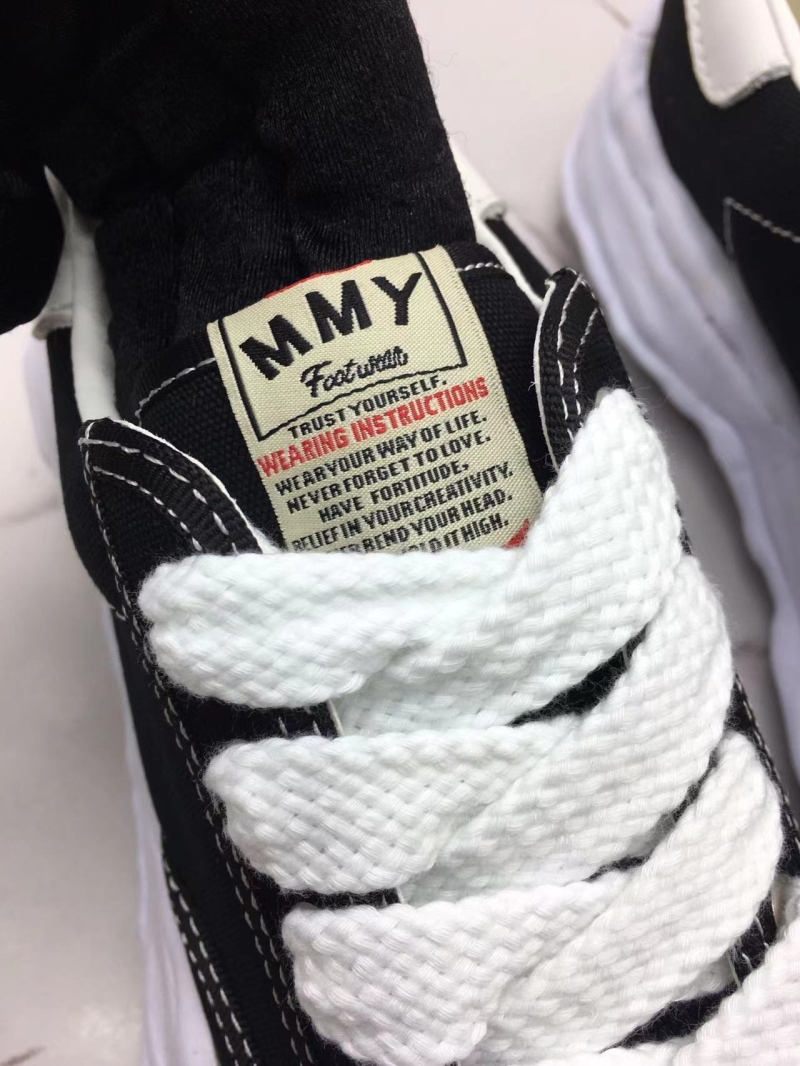 MMY
Footwear
TRUST YOURSELF.
WEARING INSTRUCTIONS
WEAR YOUR WAY OF LIFE.
NEVER FORGET TO LOVE.
HAVE FORTITUDE.
BELIEF IN YOUR CREATIVITY.
BEND YOUR HEAD.
IT HIGH.